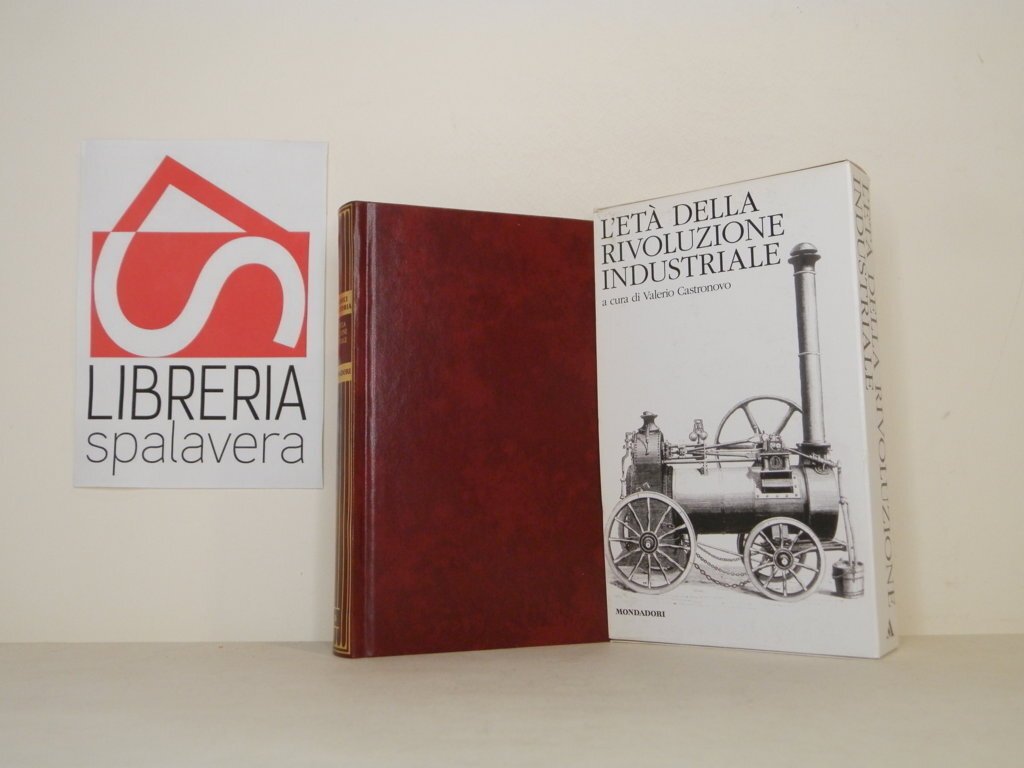 LIBRERIA
spalavera
L'ETÀ DELLA
RIVOLUZIONE
INDUSTRIALE
a cura di Valerio Castronovo
MONDADORI
L'ETÀ DELLA RIVOLUZIONE
INDUSTRIALE